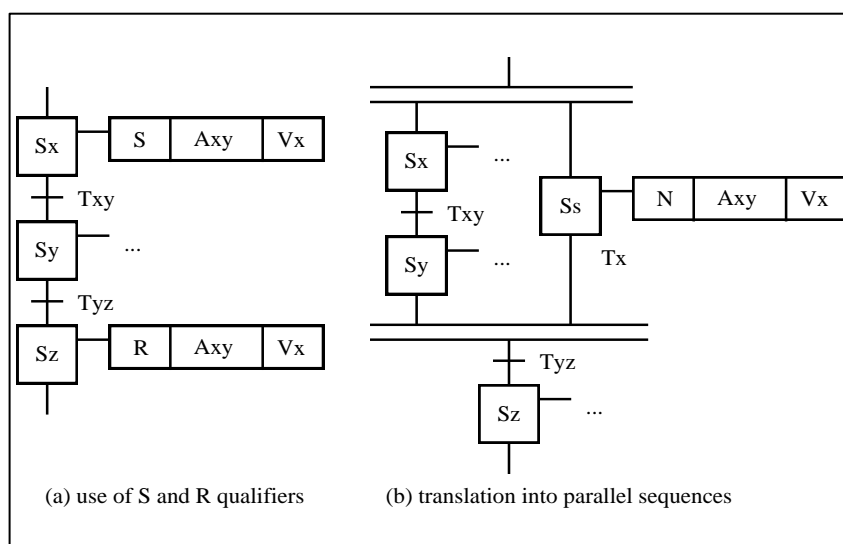 Sx S Axy Vx
Txy
Sy ...
Tyz
Sz R Axy Vx
(a) use of S and R qualifiers
Sx ...
Txy
Sy ...
Ss N Axy Vx
Tx
Tyz
Sz ...
(b) translation into parallel sequences